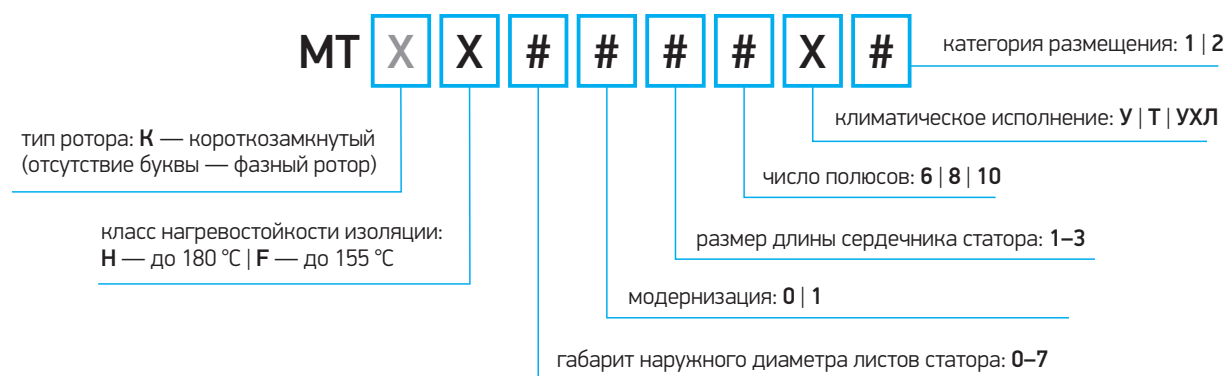 МТ X X # # # # X #
категория размещения: 1 | 2
климатическое исполнение: У | Т | УХЛ
тип ротора: К — короткозамкнутый
(отсутствие буквы — фазный ротор)
число полюсов: 6 | 8 | 10
класс нагревостойкости изоляции:
Н — до 180 °С | F — до 155 °С
размер длины сердечника статора: 1–3
модернизация: 0 | 1
габарит наружного диаметра листов статора: 0–7